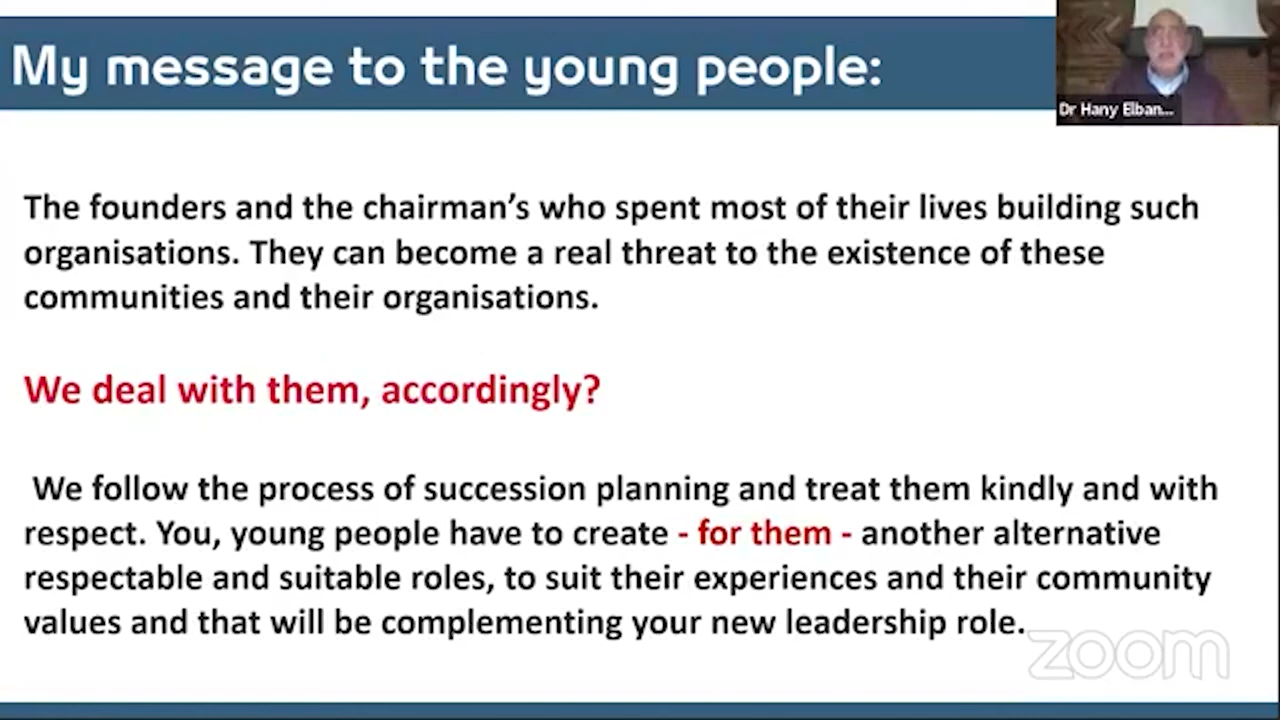 My message to the young people:
Dr Hany Elban...
The founders and the chairman's who spent most of their lives building such
organisations. They can become a real threat to the existence of these
communities and their organisations.
We deal with them, accordingly?
We follow the process of succession planning and treat them kindly and with
respect. You, young people have to create - for them - another alternative
respectable and suitable roles, to suit their experiences and their community
values and that will be complementing your new leadership role.
zoom